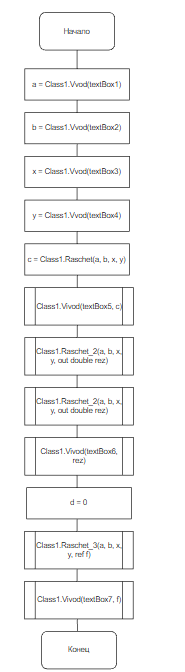 Начало
a = Class1.Vvod(textBox1)
b = Class1.Vvod(textBox2)
x = Class1.Vvod(textBox3)
y = Class1.Vvod(textBox4)
c = Class1.Raschet(a, b, x, y)
Class1.Vivod(textBox5, c)
Class1.Raschet_2(a, b, x,
y, out double rez)
Class1.Raschet_2(a, b, x,
y, out double rez)
Class1.Vivod(textBox6,
rez)
d = 0
Class1.Raschet_3(a, b, x,
y, ref f)
Class1.Vivod(textBox7, f)
Конец